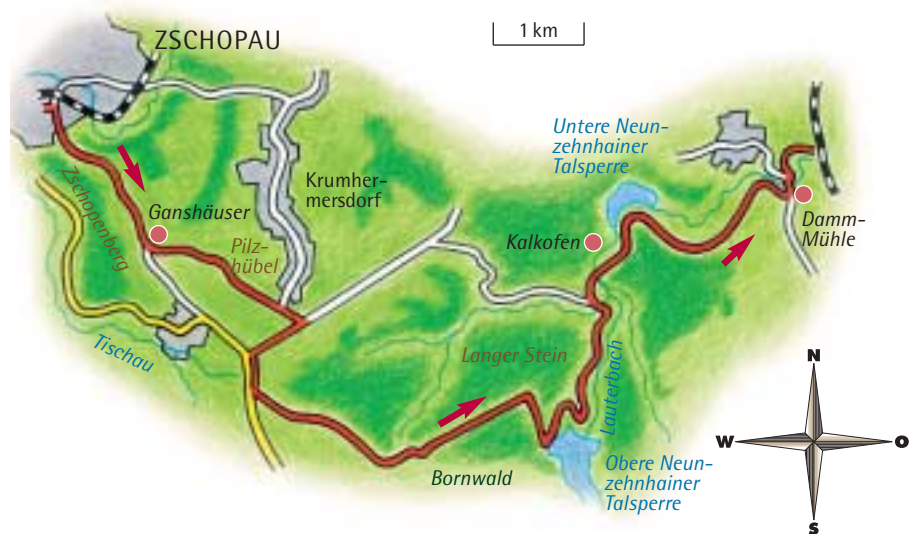 ZSCHOPAU
1 km
Untere Neun-
zehnhainer
Talsperre
Zschopenberg
Ganshäuser
Krumher-
mersdorf
Pilz-
hübel
Kalkofen
Damm-
Mühle
Tischau
Langer Stein
Lauterbach
Bornwald
Obere Neun-
zehnhainer
Talsperre
N
W
O
S